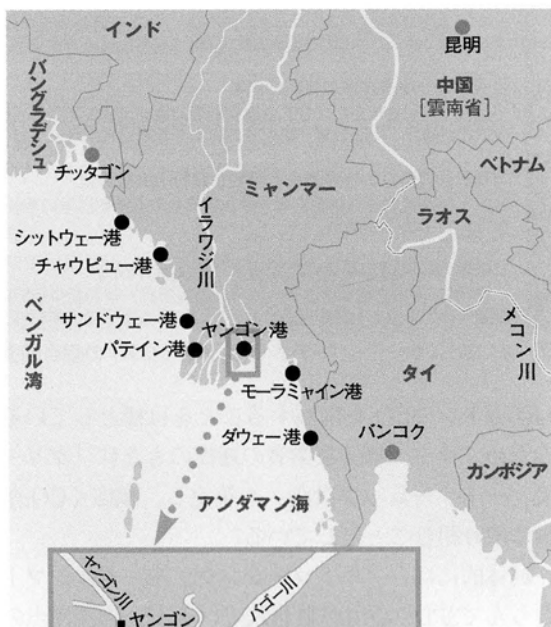 インド
昆明
中国
[雲南省]
バングラデシュ
ベトナム
チッタゴン
ミャンマー
ラオス
イラワジ川
シットウェー港
チャウピュー港
ベンガル湾
メコン川
サンドウェー港
ヤンゴン港
パテイン港
タイ
モーラミャイン港
ダウェー港
バンコク
カンボジア
アンダマン海
ヤンゴン川
バゴー川
ヤンゴン